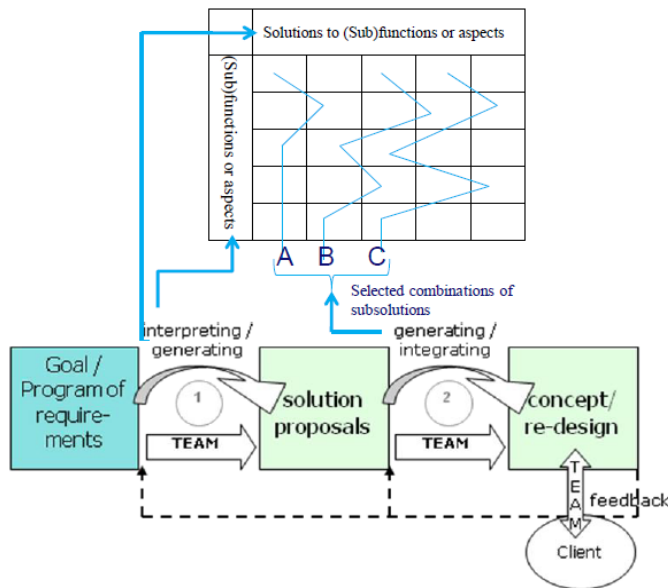 Solutions to (Sub)functions or aspects
(Sub)functions or aspects
A B C
Selected combinations of
subsolutions
interpreting /
generating
generating /
integrating
Goal /
Program of
require-
ments
1
TEAM
solution
proposals
2
TEAM
concept/
re-design
TEAM
feedback
Client